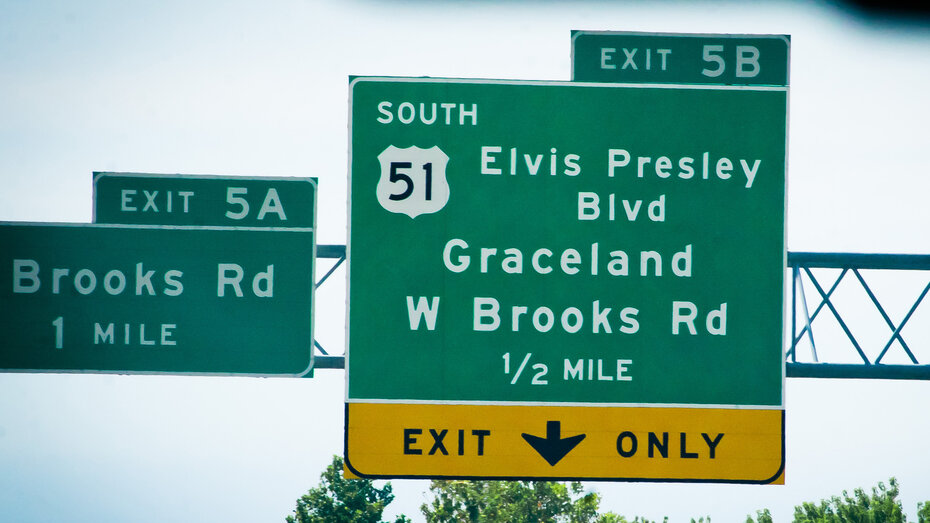 EXIT 5A
Brooks Rd
1 MILE
EXIT 5B
SOUTH
51
Elvis Presley
Blvd
Graceland
W Brooks Rd
1/2 MILE
EXIT ONLY